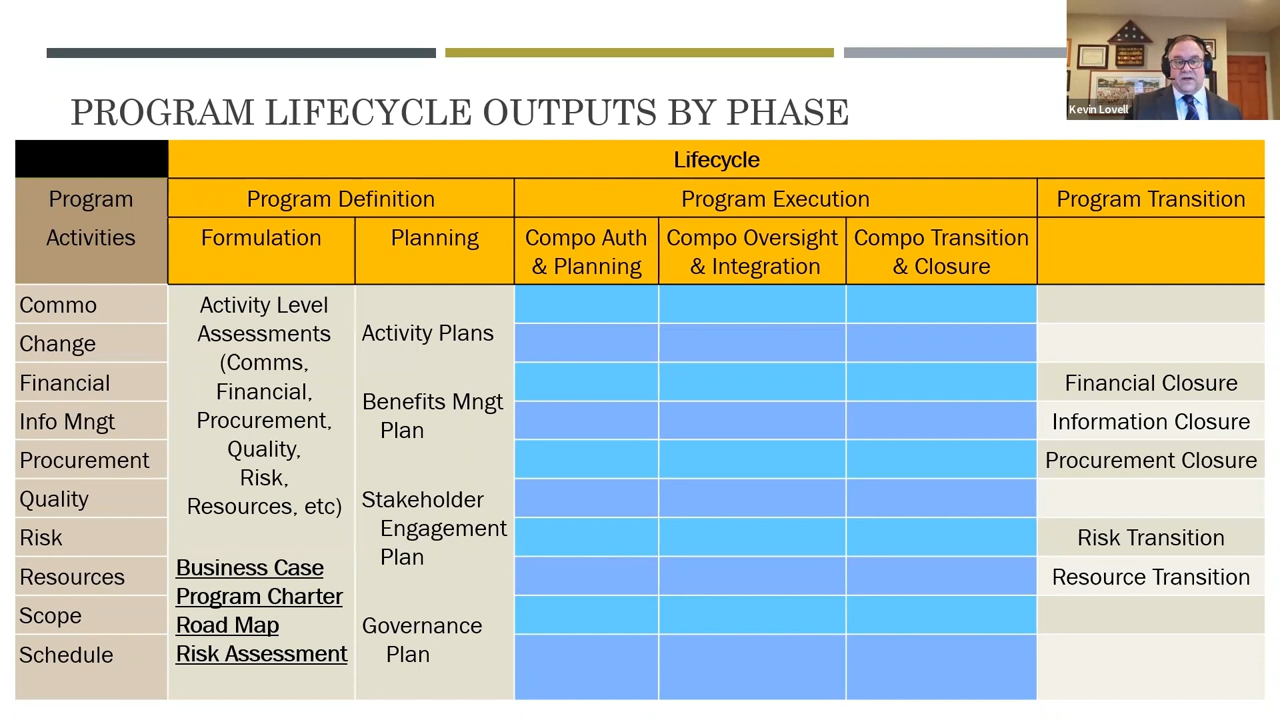 Kevin Lovell
PROGRAM LIFECYCLE OUTPUTS BY PHASE
Lifecycle
Program
Activities
Program Definition
Program Execution
Program Transition
Formulation
Planning
Compo Auth
& Planning
Compo Oversight
& Integration
Compo Transition
& Closure
Commo
Change
Financial
Info Mngt
Procurement
Quality
Risk
Resources
Scope
Schedule
Activity Level
Assessments
(Comms,
Financial,
Procurement,
Quality,
Risk,
Resources, etc)
Business Case
Program Charter
Road Map
Risk Assessment
Activity Plans
Benefits Mngt
Plan
Stakeholder
Engagement
Plan
Governance
Plan
Financial Closure
Information Closure
Procurement Closure
Risk Transition
Resource Transition